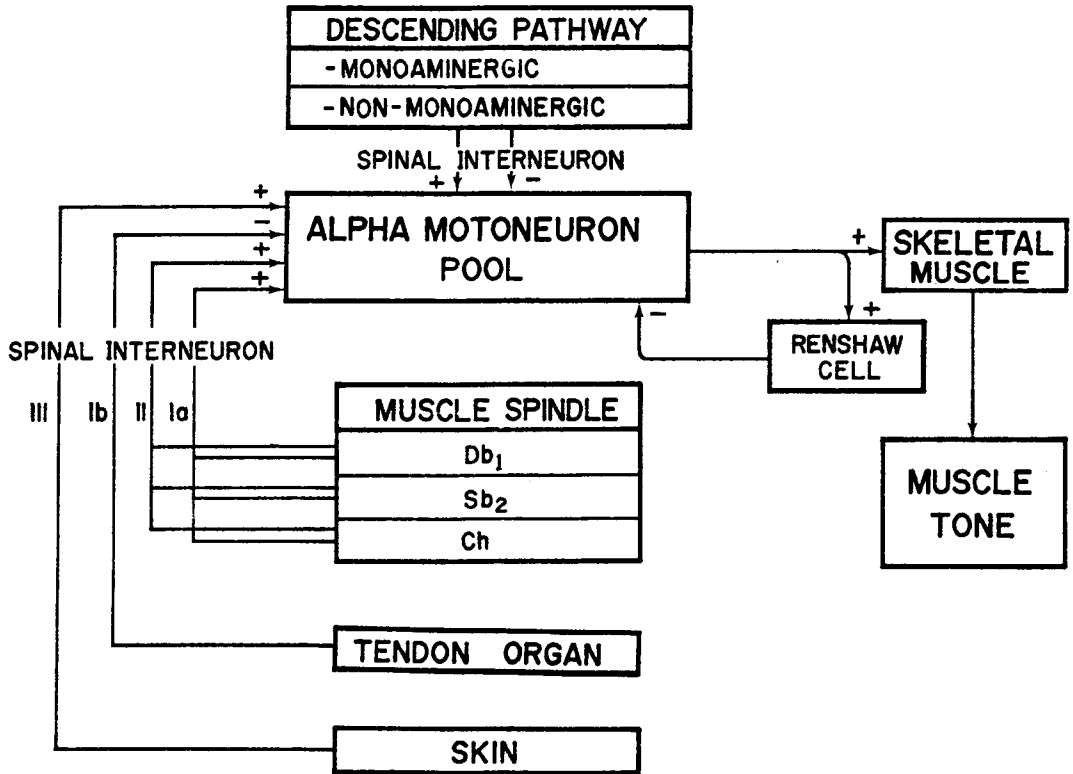 DESCENDING PATHWAY
-MONOAMINERGIC
-NON-MONOAMINERGIC
SPINAL INTERNEURON
+ -
+
-
+
+
ALPHA MOTONEURON
POOL
+
SKELETAL
MUSCLE
-
+
RENSHAW
CELL
SPINAL INTERNEURON
III Ib II Ia
MUSCLE SPINDLE
Db1
Sb2
Ch
MUSCLE
TONE
TENDON ORGAN
SKIN